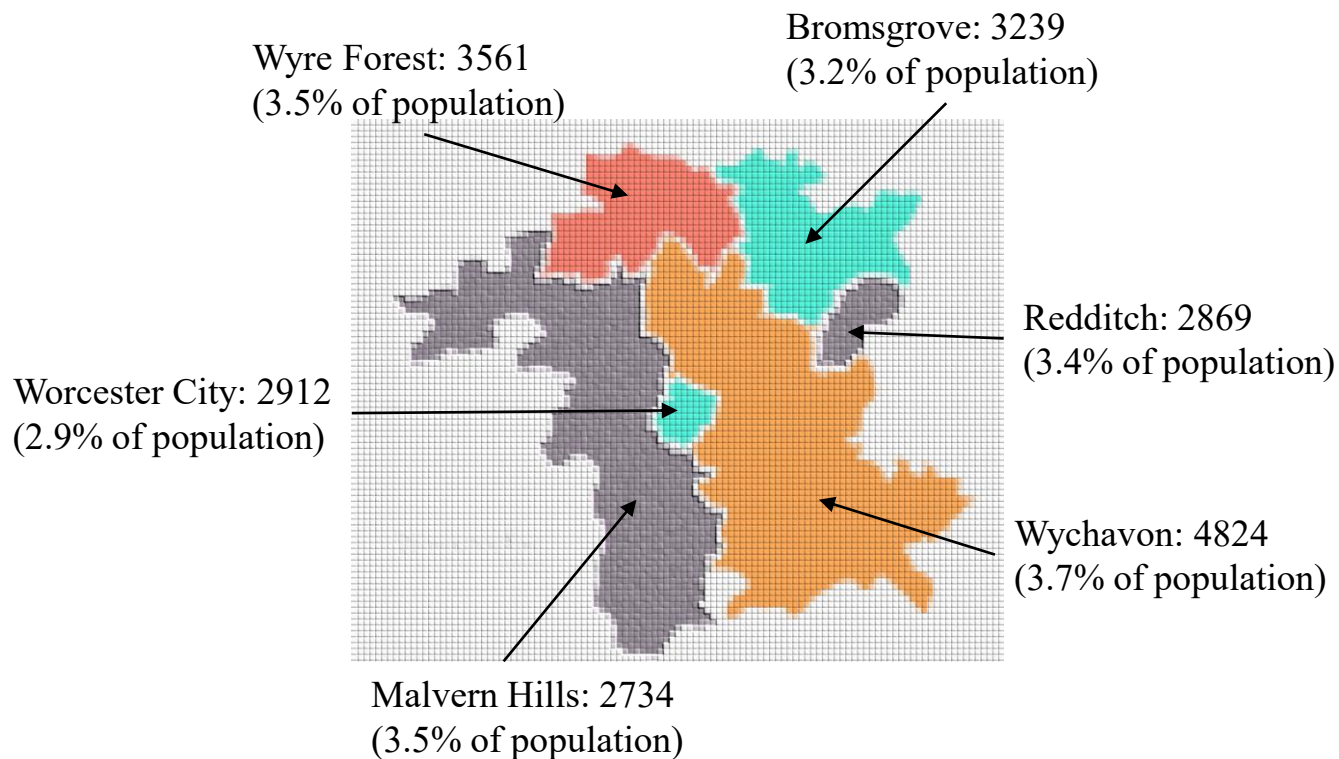 Bromsgrove: 3239
(3.2% of population)
Wyre Forest: 3561
(3.5% of population)
Redditch: 2869
(3.4% of population)
Worcester City: 2912
(2.9% of population)
Wychavon: 4824
(3.7% of population)
Malvern Hills: 2734
(3.5% of population)